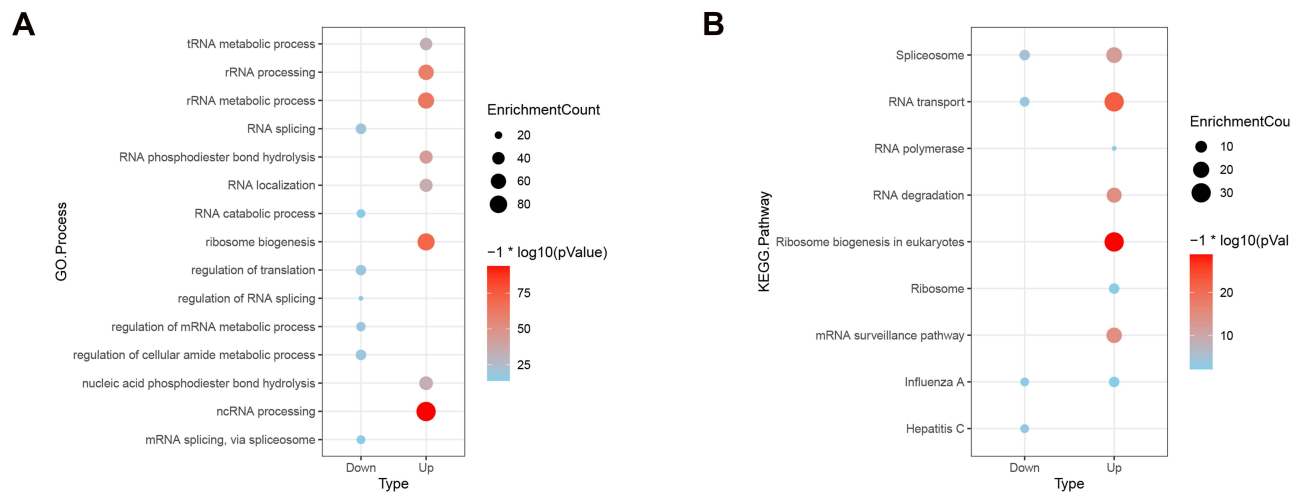 A
tRNA metabolic process
rRNA processing
rRNA metabolic process
RNA splicing
RNA phosphodiester bond hydrolysis
RNA localization
RNA catabolic process
ribosome biogenesis
regulation of translation
regulation of RNA splicing
regulation of mRNA metabolic process
regulation of cellular amide metabolic process
nucleic acid phosphodiester bond hydrolysis
ncRNA processing
mRNA splicing, via spliceosome
GO.Process
Down Up
Type
EnrichmentCount
20
40
60
80
−1 * log10(pValue)
75
50
25
B
Spliceosome
RNA transport
RNA polymerase
RNA degradation
Ribosome biogenesis in eukaryotes
Ribosome
mRNA surveillance pathway
Influenza A
Hepatitis C
KEGG.Pathway
Down Up
Type
EnrichmentCou
10
20
30
−1 * log10(pVal
20
10